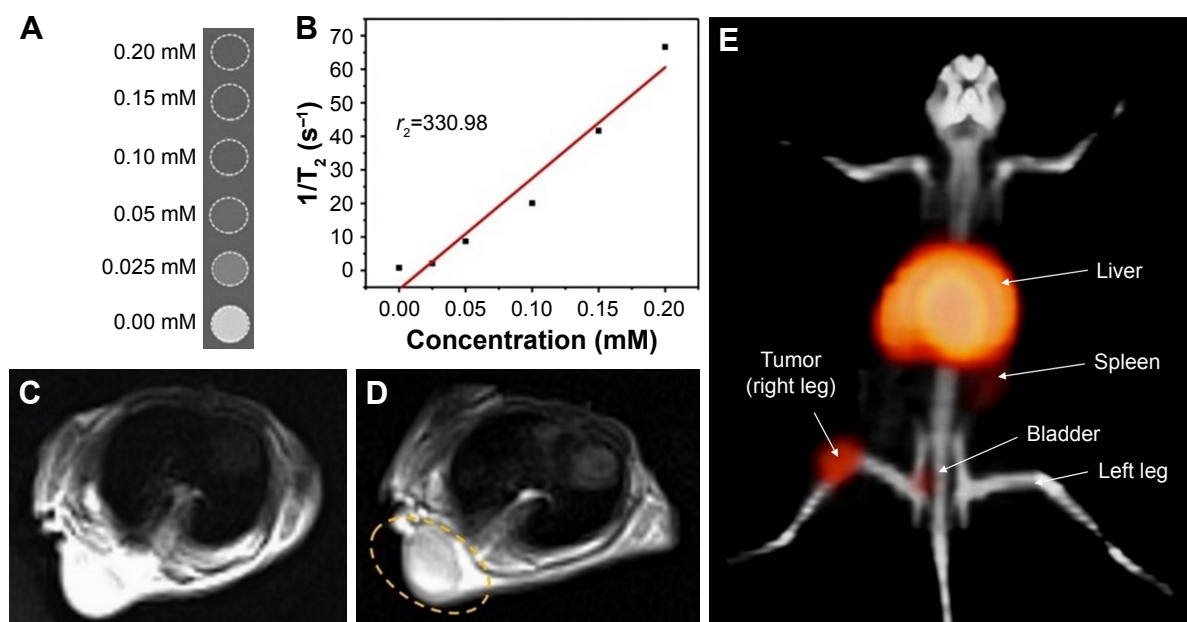 A
0.20 mM
0.15 mM
0.10 mM
0.05 mM
0.025 mM
0.00 mM
B
70
60
50
40
30
20
10
0
1/T2 (s–1)
r2=330.98
0.00
0.05
0.10
0.15
0.20
Concentration (mM)
C
D
E
Liver
Spleen
Tumor
(right leg)
Bladder
Left leg